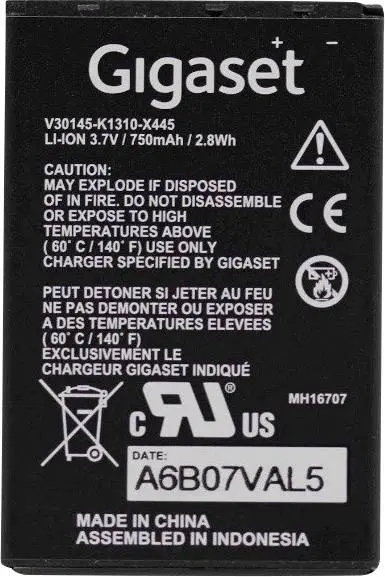 + −
Gigaset
V30145-K1310-X445
LI-ION 3.7V / 750mAh / 2.8Wh
CAUTION:
MAY EXPLODE IF DISPOSED
OF IN FIRE. DO NOT DISASSEMBLE
OR EXPOSE TO HIGH
TEMPERATURES ABOVE
( 60˚ C / 140˚ F) USE ONLY
CHARGER SPECIFIED BY GIGASET
PEUT DETONER SI JETER AU FEU
NE PAS DEMONTER OU EXPOSER
A DES TEMPERATURES ELEVEES
( 60˚ C / 140˚ F)
EXCLUSIVEMENT LE
CHARGEUR GIGASET INDIQUÉ
MH16707
c RU ® US
DATE:
A6B07VAL5
MADE IN CHINA
ASSEMBLED IN INDONESIA
CE